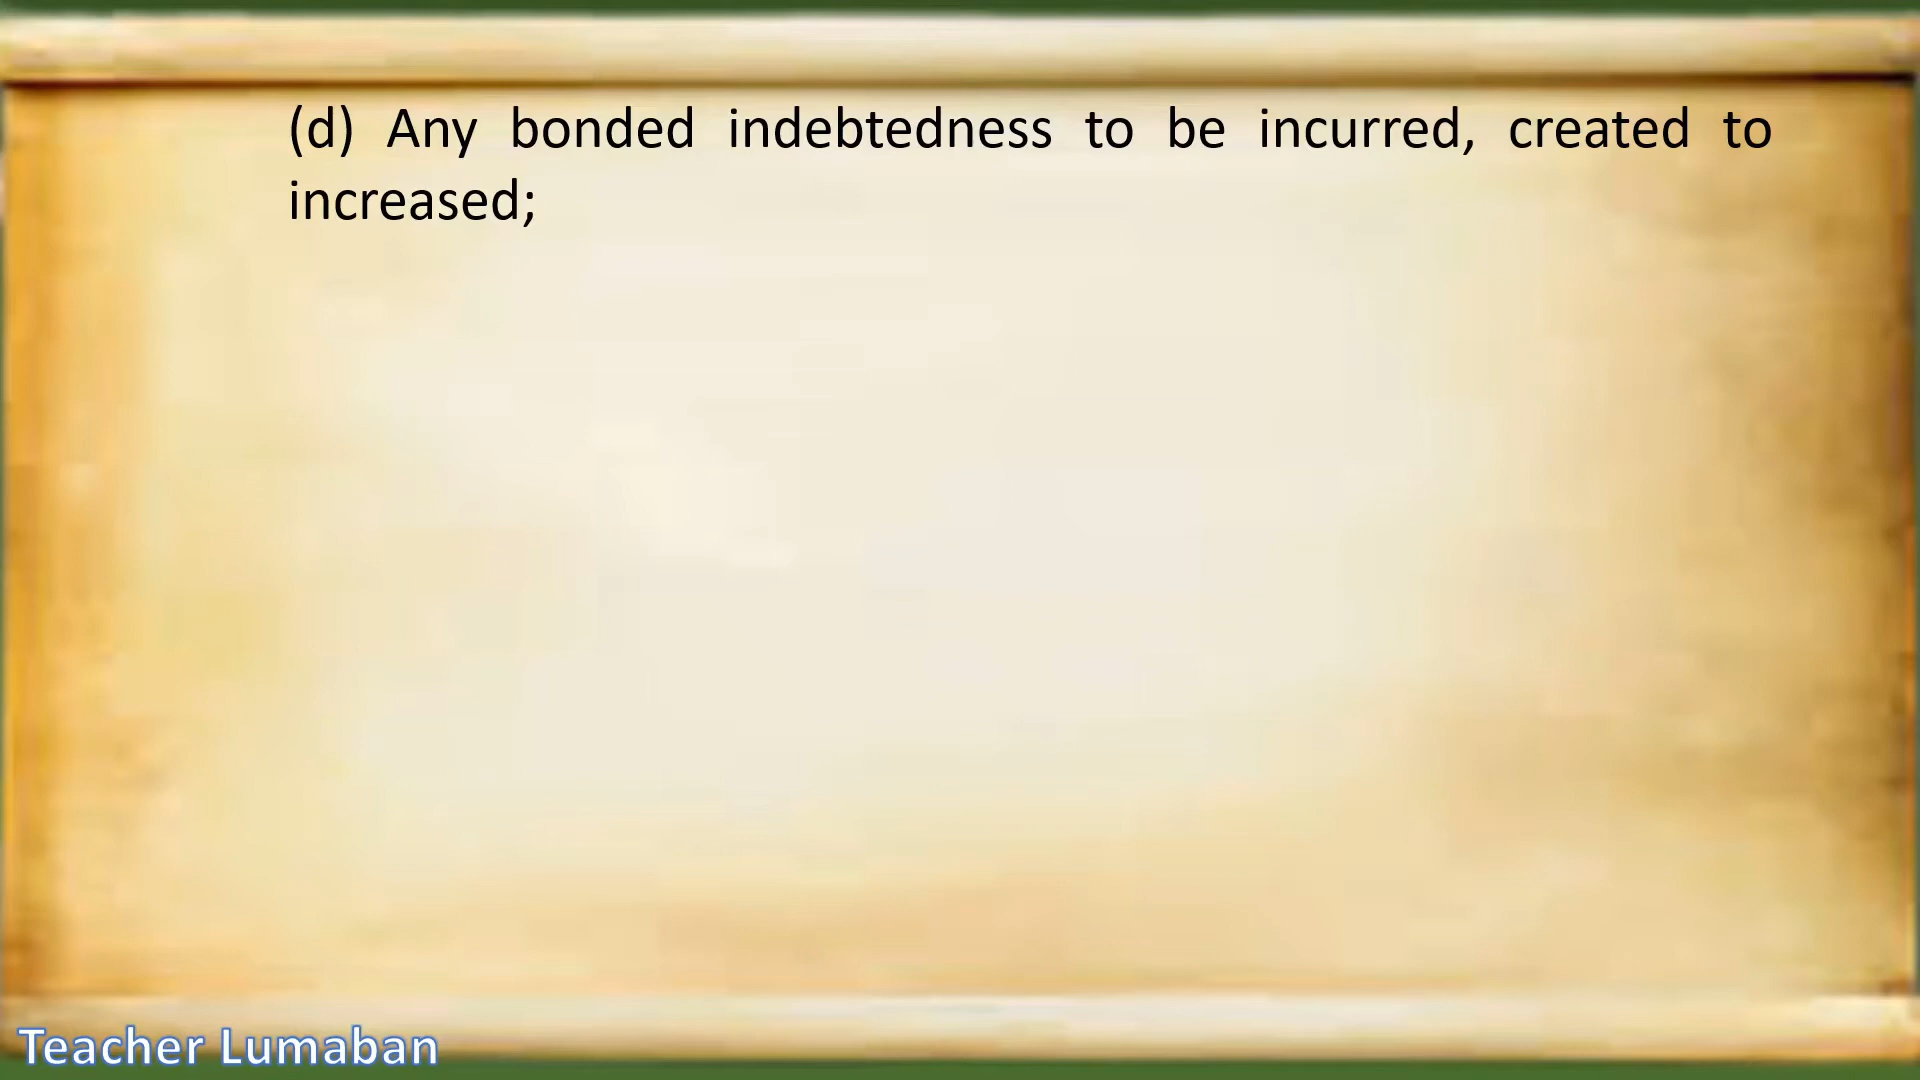 (d) Any bonded indebtedness to be incurred, created to
increased;
Teacher Lumaban